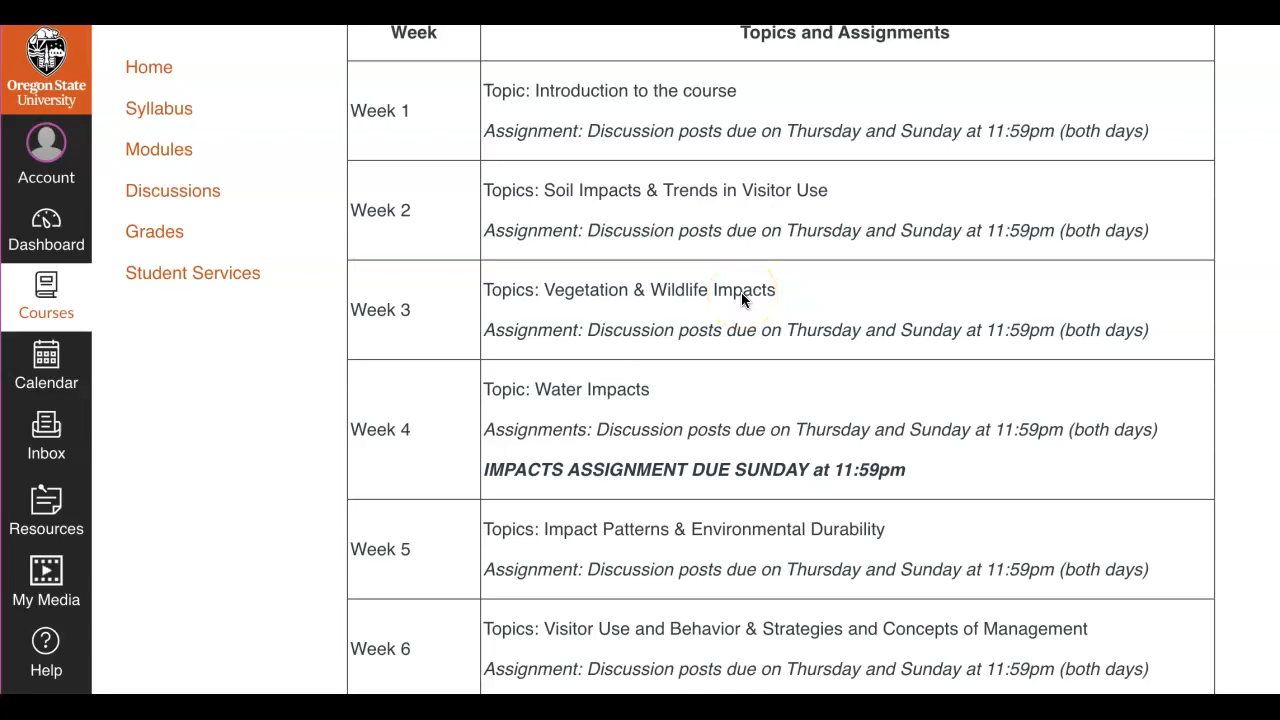 Oregon State
University
Account
Dashboard
Courses
Calendar
Inbox
Resources
My Media
Help
Home
Syllabus
Modules
Discussions
Grades
Student Services
Week
Topics and Assignments
Week 1
Topic: Introduction to the course
Assignment: Discussion posts due on Thursday and Sunday at 11:59pm (both days)
Week 2
Topics: Soil Impacts & Trends in Visitor Use
Assignment: Discussion posts due on Thursday and Sunday at 11:59pm (both days)
Week 3
Topics: Vegetation & Wildlife Impacts
Assignment: Discussion posts due on Thursday and Sunday at 11:59pm (both days)
Week 4
Topic: Water Impacts
Assignments: Discussion posts due on Thursday and Sunday at 11:59pm (both days)
IMPACTS ASSIGNMENT DUE SUNDAY at 11:59pm
Week 5
Topics: Impact Patterns & Environmental Durability
Assignment: Discussion posts due on Thursday and Sunday at 11:59pm (both days)
Week 6
Topics: Visitor Use and Behavior & Strategies and Concepts of Management
Assignment: Discussion posts due on Thursday and Sunday at 11:59pm (both days)